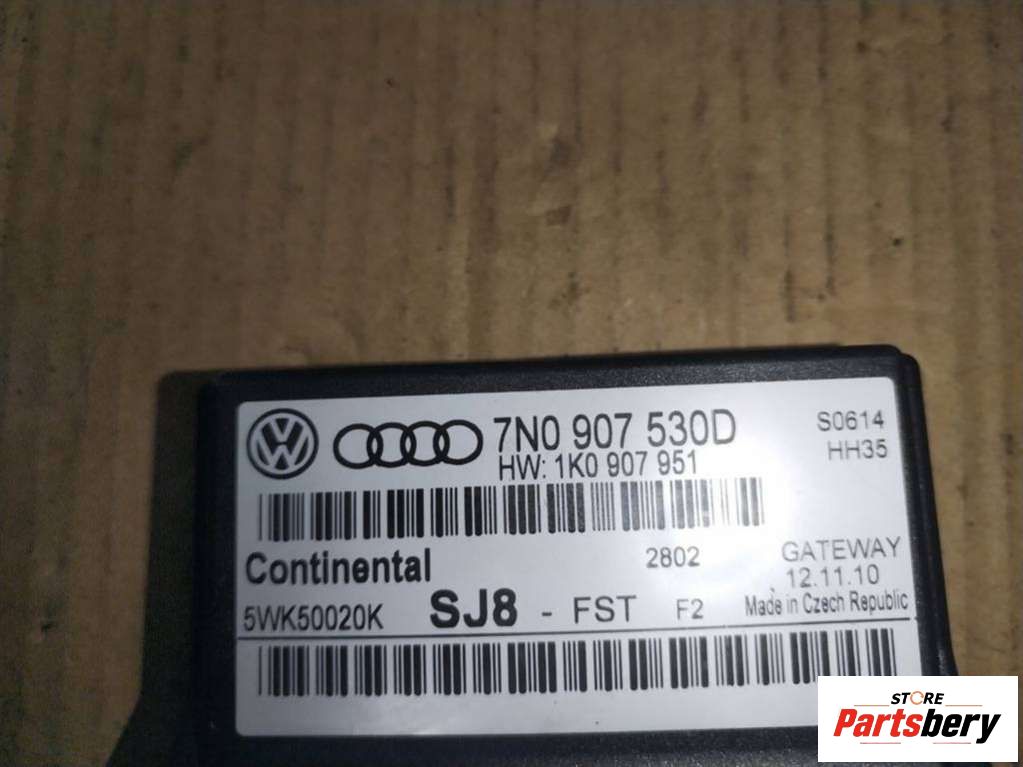 7N0 907 530D
S0614
HW: 1K0 907 951
HH35
Continental
2802
GATEWAY
12.11.10
5WK50020K
SJ8 - FST F2
Made in Czech Republic
STORE
Partsbery